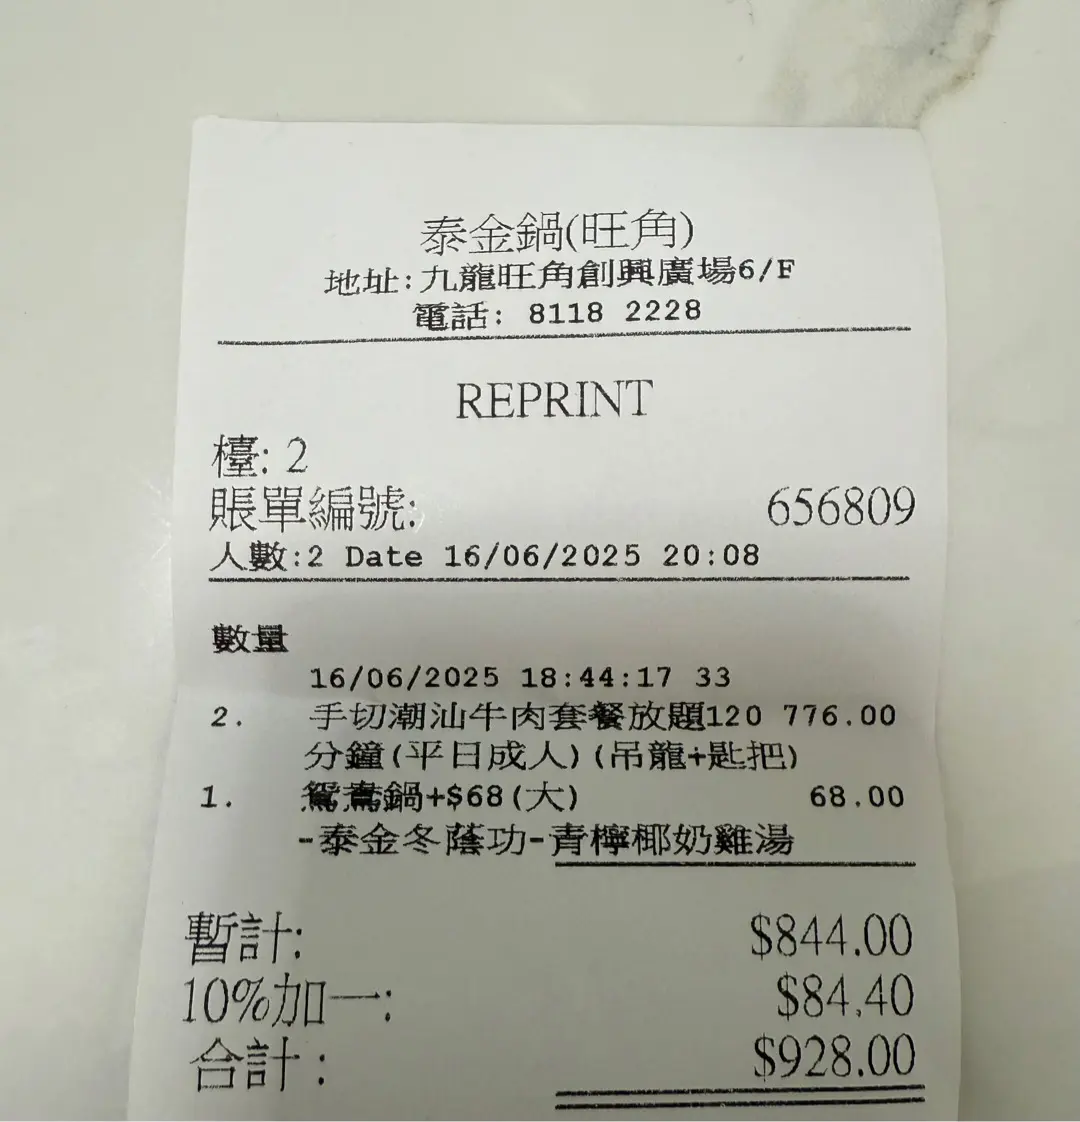 泰金鍋(旺角)
地址:九龍旺角創興廣場6/F
電話: 8118 2228
REPRINT
檯: 2
賬單編號: 656809
人數:2 Date 16/06/2025 20:08
數量
16/06/2025 18:44:17 33
2. 手切潮汕牛肉套餐放題120 776.00
分鐘(平日成人)(吊龍+匙把)
1. 鴛鴦鍋+$68(大) 68.00
-泰金冬蔭功-青檸椰奶雞湯
暫計: $844.00
10%加一: $84.40
合計: $928.00